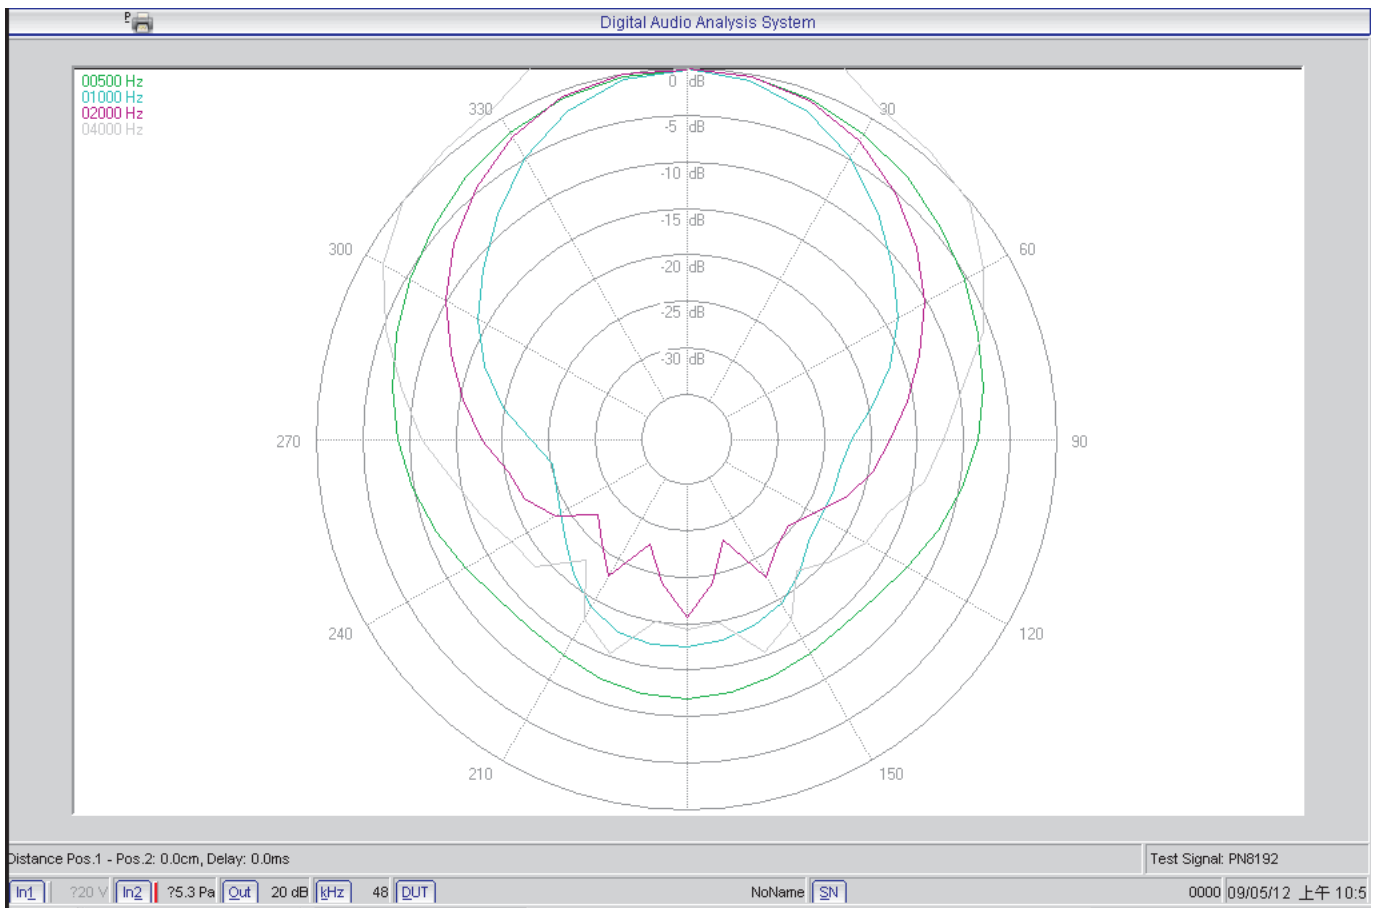 P
Digital Audio Analysis System
00500 Hz
01000 Hz
02000 Hz
04000 Hz
0 dB
-5 dB
-10 dB
-15 dB
-20 dB
-25 dB
-30 dB
330
30
300
60
270
90
240
120
210
150
Distance Pos.1 - Pos.2: 0.0cm, Delay: 0.0ms
Test Signal: PN8192
In1 ?20 V In2 ?5.3 Pa Out 20 dB kHz 48 DUT NoName SN 0000 09/05/12 上午 10:5